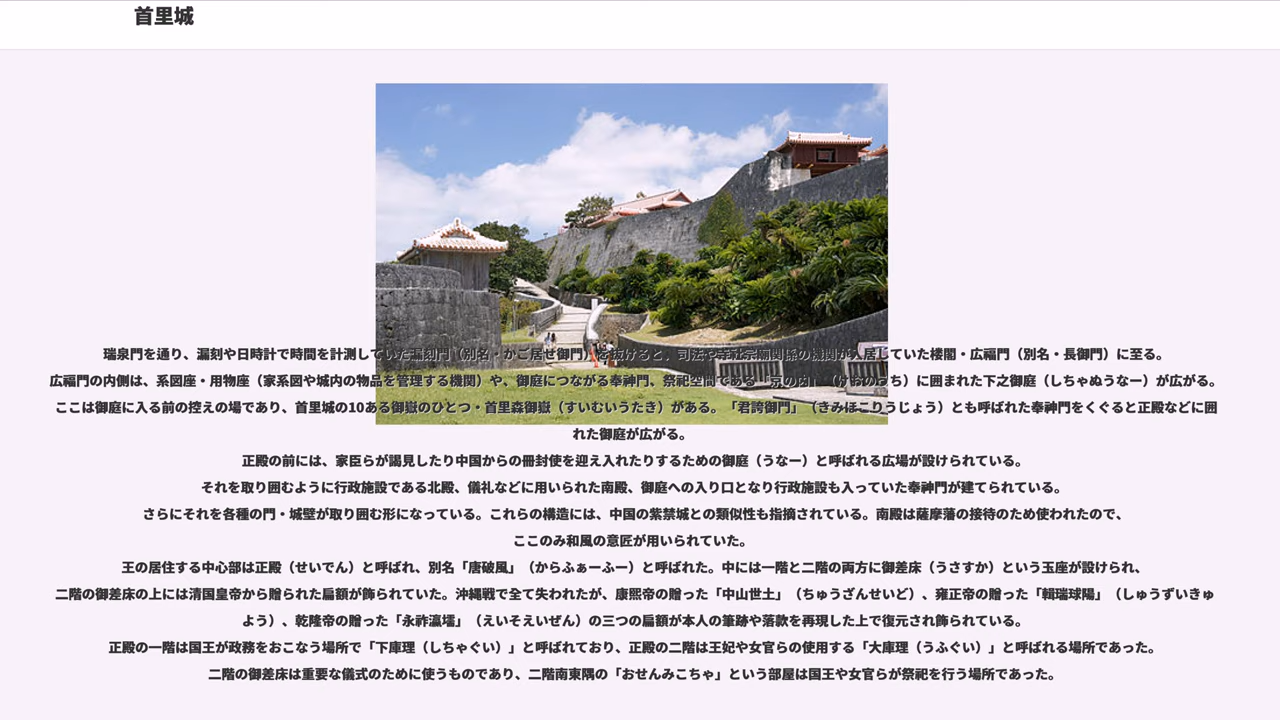 首里城
瑞泉門を通り、漏刻や日時計で時間を計測していた漏刻門（別名・かご居せ御門）を抜けると、司法や寺社宗廟関係の機関が入居していた楼閣・広福門（別名・長御門）に至る。
広福門の内側は、系図座・用物座（家系図や城内の物品を管理する機関）や、御庭につながる奉神門、祭祀空間である「京の内」（けおのうち）に囲まれた下之御庭（しちゃぬうなー）が広がる。
ここは御庭に入る前の控えの場であり、首里城の10ある御嶽のひとつ・首里森御嶽（すいむいうたき）がある。「君誇御門」（きみほこりうじょう）とも呼ばれた奉神門をくぐると正殿などに囲
れた御庭が広がる。
正殿の前には、家臣らが謁見したり中国からの冊封使を迎え入れたりするための御庭（うなー）と呼ばれる広場が設けられている。
それを取り囲むように行政施設である北殿、儀礼などに用いられた南殿、御庭への入り口となり行政施設も入っていた奉神門が建てられている。
さらにそれを各種の門・城壁が取り囲む形になっている。これらの構造には、中国の紫禁城との類似性も指摘されている。南殿は薩摩藩の接待のため使われたので、
ここのみ和風の意匠が用いられていた。
王の居住する中心部は正殿（せいでん）と呼ばれ、別名「唐破風」（からふぁーふー）と呼ばれた。中には一階と二階の両方に御差床（うさすか）という玉座が設けられ、
二階の御差床の上には清国皇帝から贈られた扁額が飾られていた。沖縄戦で全て失われたが、康熙帝の贈った「中山世土」（ちゅうざんせいど）、雍正帝の贈った「輯瑞球陽」（しゅうずいきゅ
よう）、乾隆帝の贈った「永祚瀛壖」（えいそえいぜん）の三つの扁額が本人の筆跡や落款を再現した上で復元され飾られている。
正殿の一階は国王が政務をおこなう場所で「下庫理（しちゃぐい）」と呼ばれており、正殿の二階は王妃や女官らの使用する「大庫理（うふぐい）」と呼ばれる場所であった。
二階の御差床は重要な儀式のために使うものであり、二階南東隅の「おせんみこちゃ」という部屋は国王や女官らが祭祀を行う場所であった。